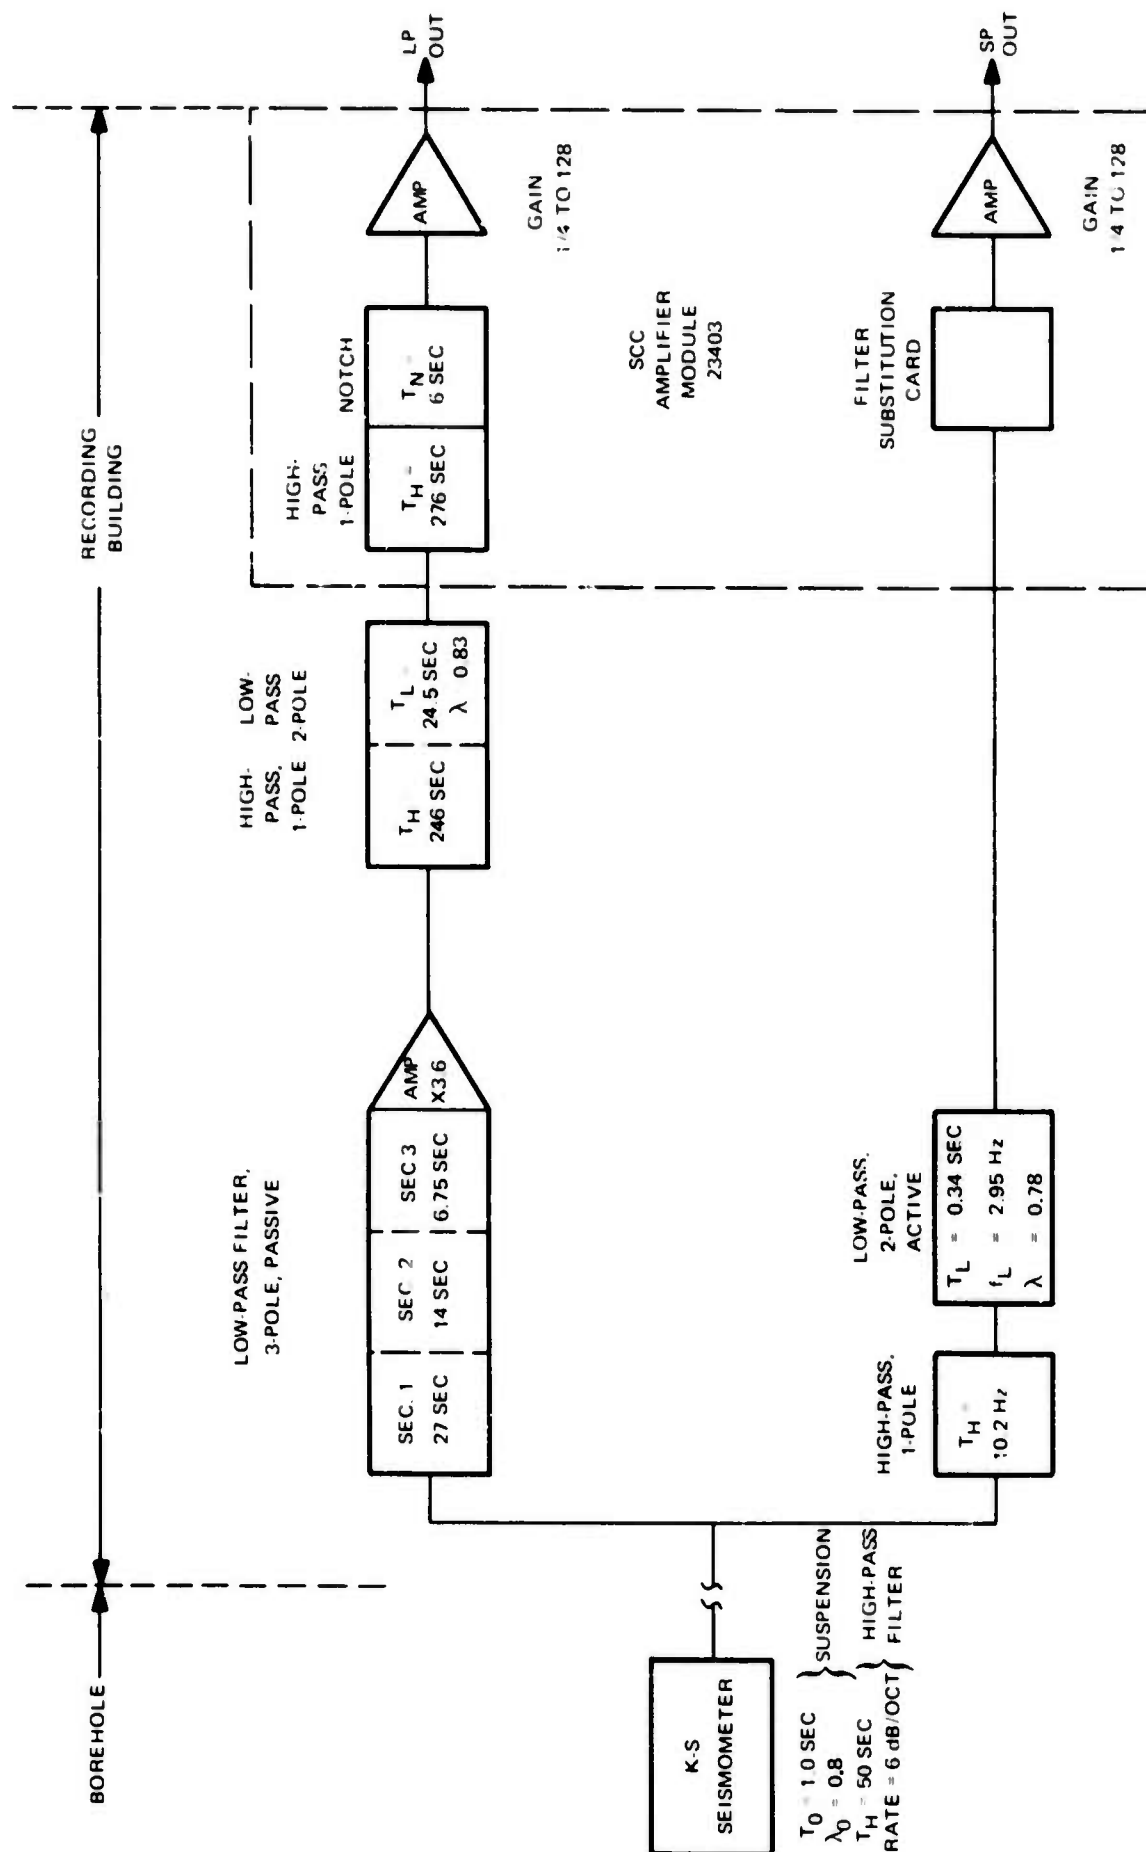 BOREHOLE
RECORDING
BUILDING
LOW-PASS FILTER,
3-POLE, PASSIVE
SEC. 1
27 SEC
SEC 2
14 SEC
SEC 3
6.75 SEC
AMP
X3.6
HIGH-
PASS,
1-POLE
LOW-
PASS
2-POLE
T_H
246 SEC
T_L =
24.5 SEC
λ 0.83
HIGH-
PASS
1-POLE
NOTCH
T_H =
276 SEC
T_N =
6 SEC
AMP
LP
OUT
GAIN
1/4 TO 128
SCC
AMPLIFIER
MODULE
23403
K-S
SEISMOMETER
T_O = 1.0 SEC
λ_O = 0.8
SUSPENSION
T_H = 50 SEC
RATE = 6 dB/OCT
HIGH-PASS
FILTER
HIGH-PASS,
1-POLE
T_H =
10.2 Hz
LOW-PASS,
2-POLE,
ACTIVE
T_L = 0.34 SEC
f_L = 2.95 Hz
λ = 0.78
FILTER
SUBSTITUTION
CARD
AMP
SP
OUT
GAIN
1/4 TO 128